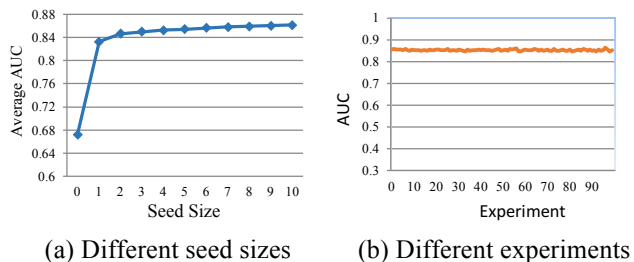 0.88
0.84
0.8
0.76
0.72
0.68
0.64
0.6
Average AUC
0 1 2 3 4 5 6 7 8 9 10
Seed Size
(a) Different seed sizes
1
0.9
0.8
0.7
0.6
0.5
0.4
0.3
AUC
0 10 20 30 40 50 60 70 80 90
Experiment
(b) Different experiments